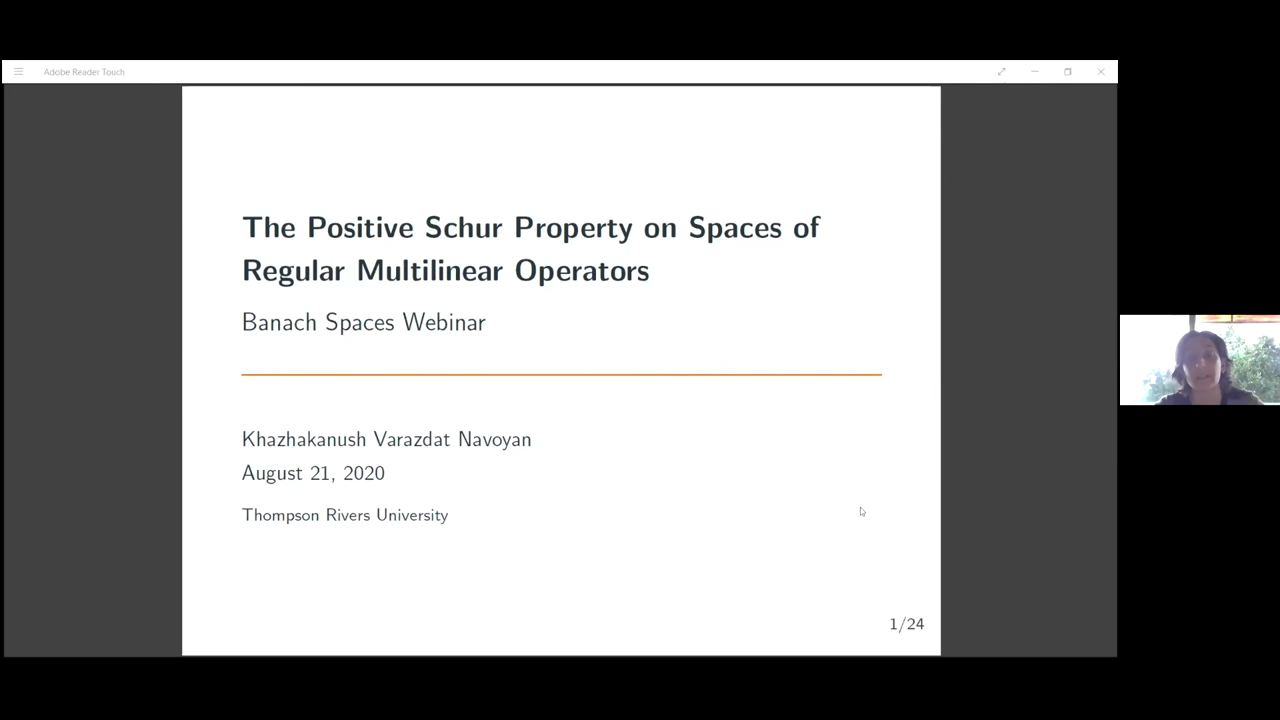 Adobe Reader Touch
The Positive Schur Property on Spaces of
Regular Multilinear Operators
Banach Spaces Webinar
Khazhakanush Varazdat Navoyan
August 21, 2020
Thompson Rivers University
1/24